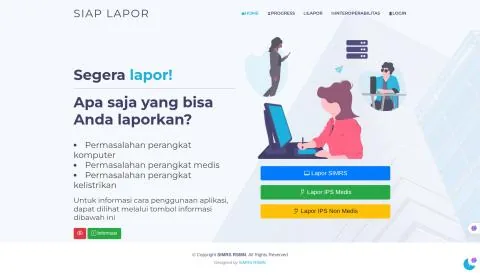 SIAP LAPOR
HOME PROGRESS LAPOR INTEROPERABILITAS LOGIN
Segera lapor!
Apa saja yang bisa
Anda laporkan?
• Permasalahan perangkat
komputer
• Permasalahan perangkat medis
• Permasalahan perangkat
kelistrikan
Untuk informasi cara penggunaan aplikasi,
dapat dilihat melalui tombol informasi
dibawah ini
Informasi
Lapor SIMRS
Lapor IPS Medis
Lapor IPS Non Medis
© Copyright SIMRS RSWN. All Rights Reserved
Designed by SIMRS RSWN